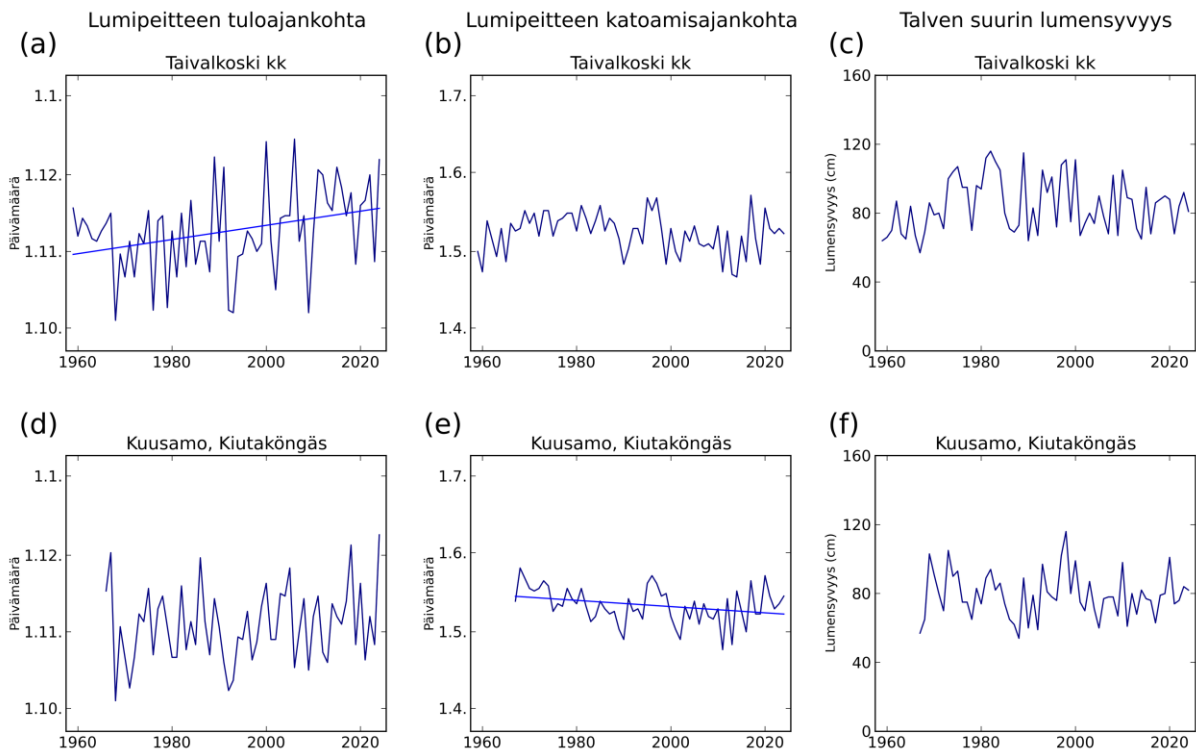 Lumipeitteen tuloajankohta
Lumipeitteen katoamisajankohta
Talven suurin lumensyvyys
(a)
(b)
(c)
Taivalkoski kk
Taivalkoski kk
Taivalkoski kk
1.1.
1.12.
1.11.
1.10.
Päivämäärä
1960 1980 2000 2020
1.7.
1.6.
1.5.
1.4.
Päivämäärä
1960 1980 2000 2020
160
120
80
40
0
Lumensyvyys (cm)
1960 1980 2000 2020
(d)
(e)
(f)
Kuusamo, Kiutaköngäs
Kuusamo, Kiutaköngäs
Kuusamo, Kiutaköngäs
1.1.
1.12.
1.11.
1.10.
Päivämäärä
1960 1980 2000 2020
1.7.
1.6.
1.5.
1.4.
Päivämäärä
1960 1980 2000 2020
160
120
80
40
0
Lumensyvyys (cm)
1960 1980 2000 2020